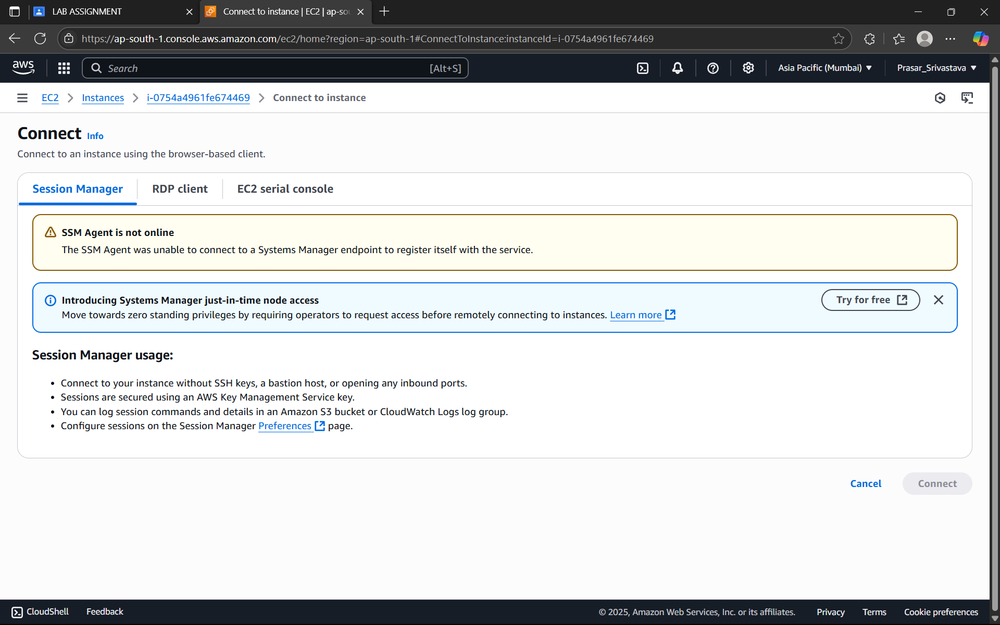 LAB ASSIGNMENT
Connect to instance | EC2 | ap-sou
https://ap-south-1.console.aws.amazon.com/ec2/home?region=ap-south-1#ConnectToInstance:instanceId=i-0754a4961fe674469
aws
Search
[Alt+S]
Asia Pacific (Mumbai)
Prasar_Srivastava
EC2 > Instances > i-0754a4961fe674469 > Connect to instance
Connect Info
Connect to an instance using the browser-based client.
Session Manager
RDP client
EC2 serial console
SSM Agent is not online
The SSM Agent was unable to connect to a Systems Manager endpoint to register itself with the service.
Introducing Systems Manager just-in-time node access
Move towards zero standing privileges by requiring operators to request access before remotely connecting to instances. Learn more
Try for free
Session Manager usage:
• Connect to your instance without SSH keys, a bastion host, or opening any inbound ports.
• Sessions are secured using an AWS Key Management Service key.
• You can log session commands and details in an Amazon S3 bucket or CloudWatch Logs log group.
• Configure sessions on the Session Manager Preferences page.
Cancel
Connect
CloudShell
Feedback
© 2025, Amazon Web Services, Inc. or its affiliates.
Privacy
Terms
Cookie preferences